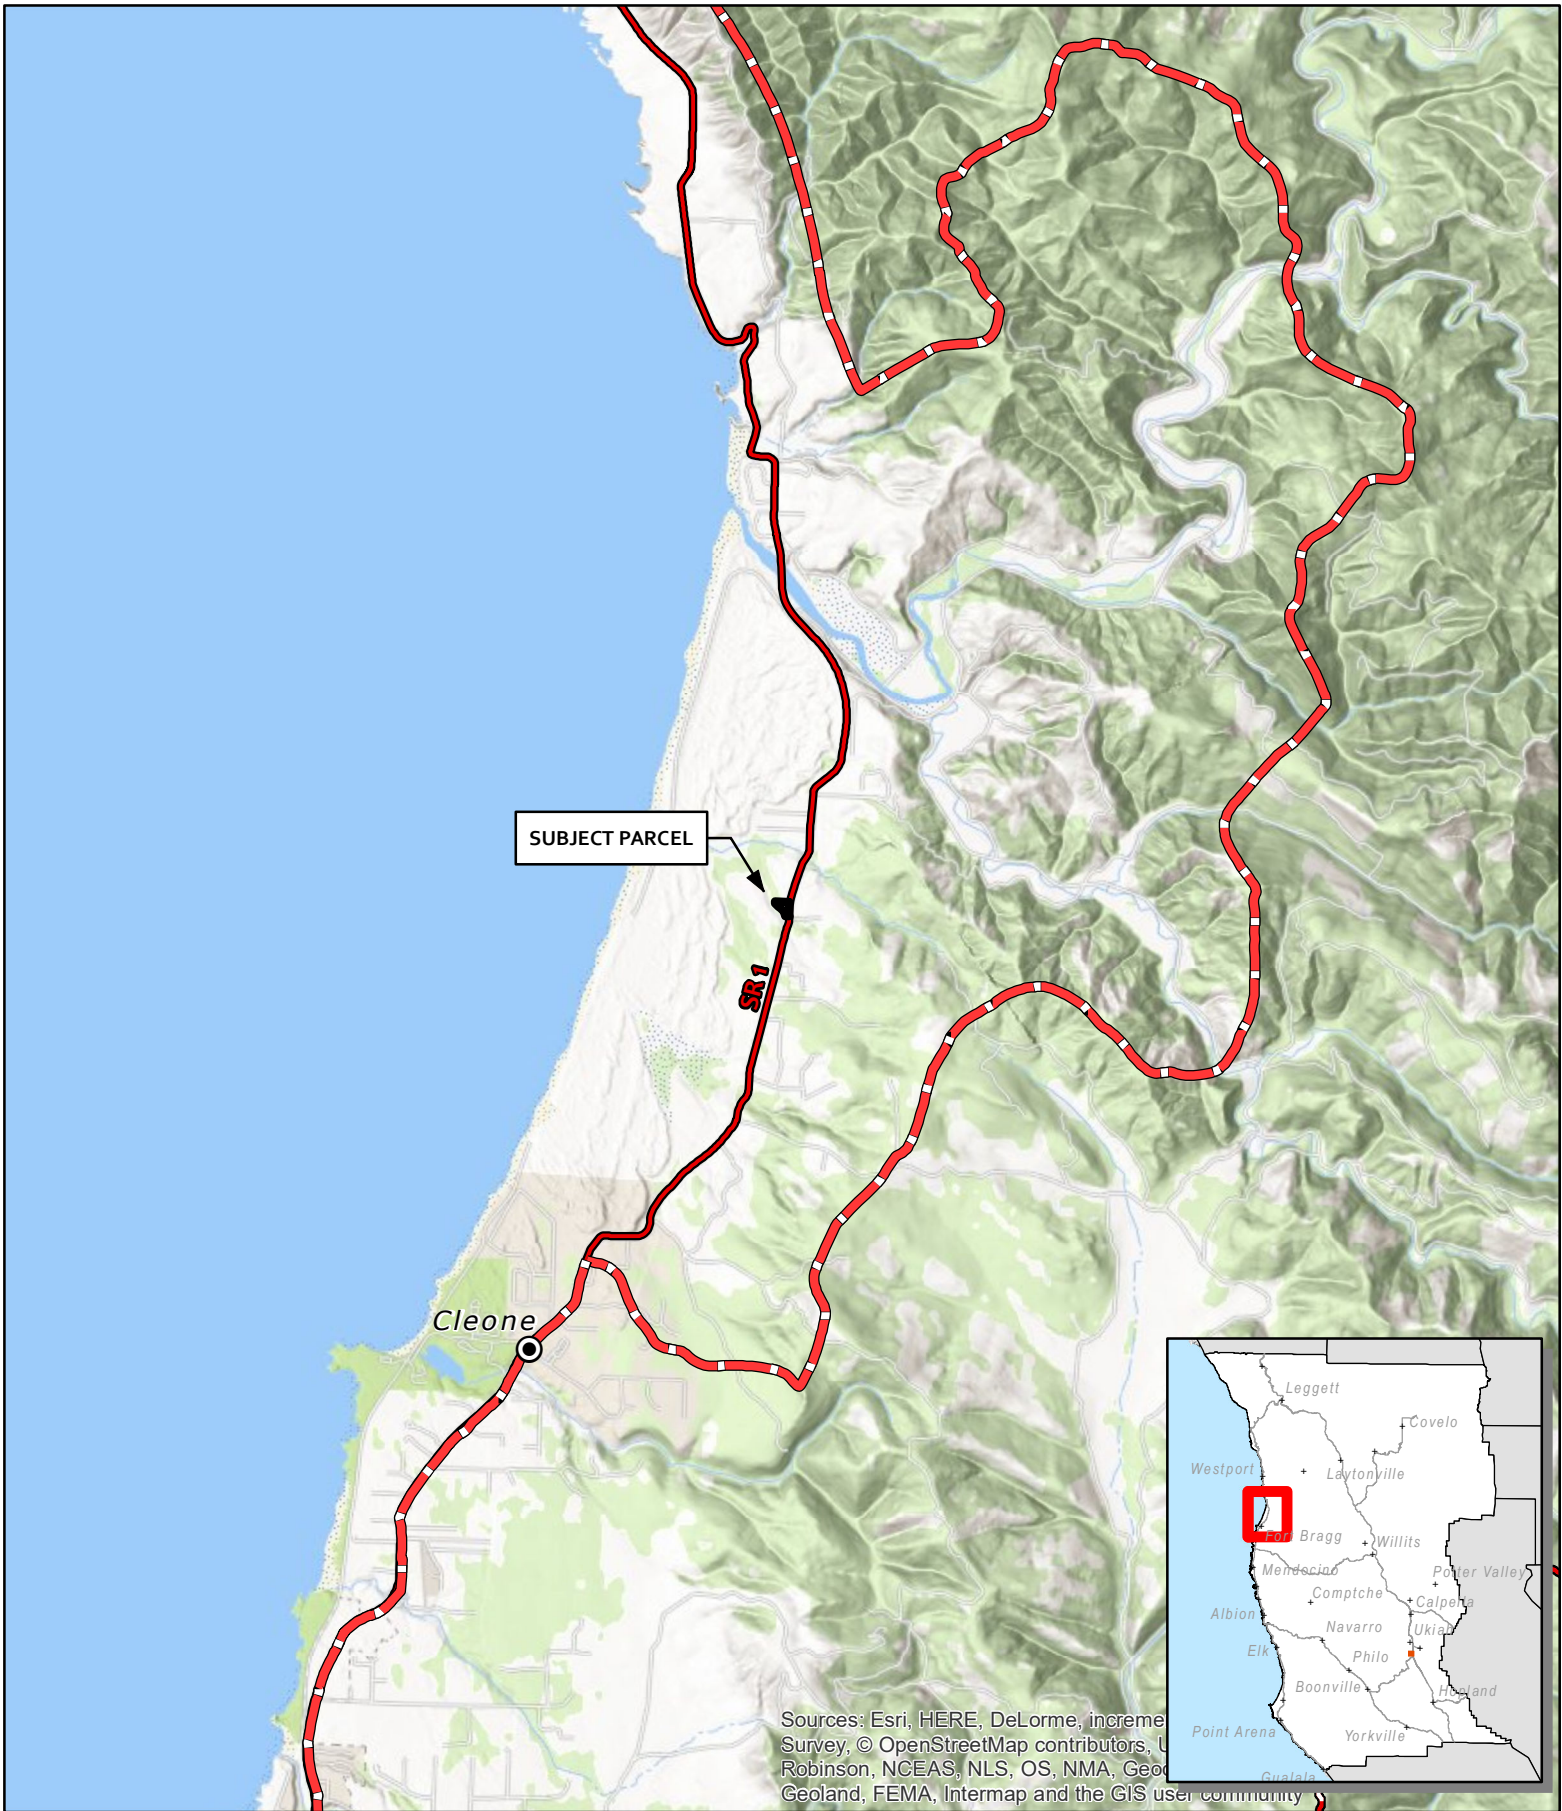 SUBJECT PARCEL
SR 1
Cleone
Leggett
Covelo
Westport
Laytonville
Fort Bragg
Willits
Mendocino
Potter Valley
Comptche
Calpella
Albion
Navarro
Ukiah
Elk
Philo
Boonville
Hopland
Point Arena
Yorkville
Gualala
Sources: Esri, HERE, DeLorme, increme
Survey, © OpenStreetMap contributors,
Robinson, NCEAS, NLS, OS, NMA, Geod
Geoland, FEMA, Intermap and the GIS user community